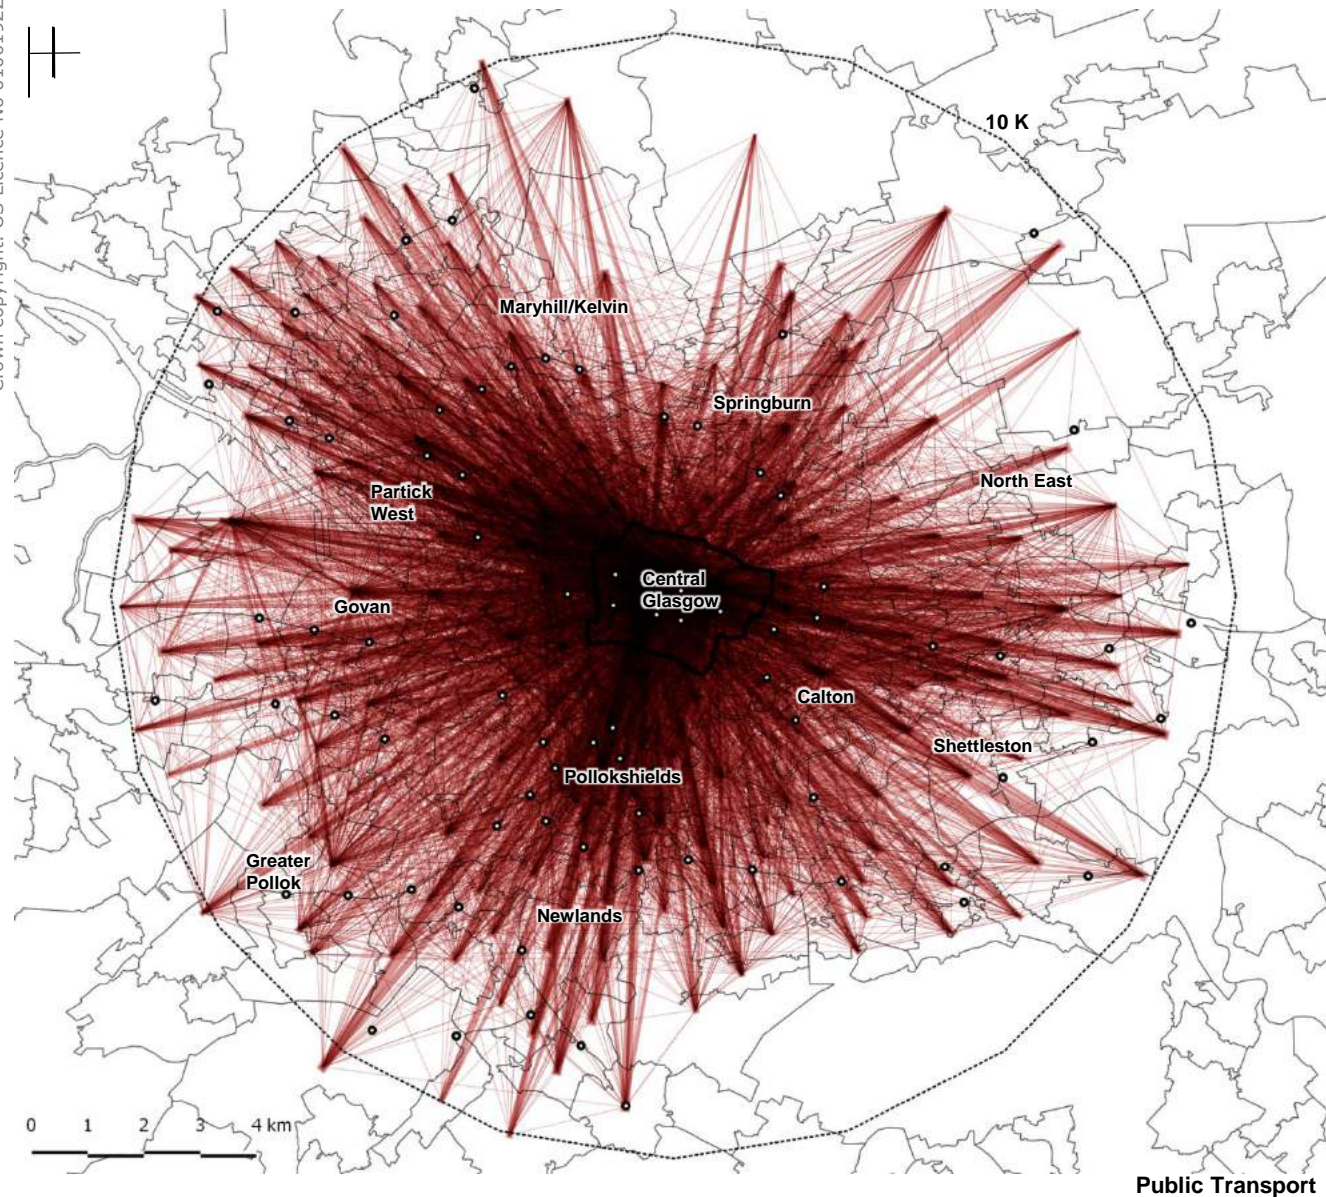 10 K
Maryhill/Kelvin
Springburn
North East
Partick
West
Central
Glasgow
Govan
Calton
Shettleston
Pollokshields
Greater
Pollok
Newlands
0 1 2 3 4 km
Public Transport